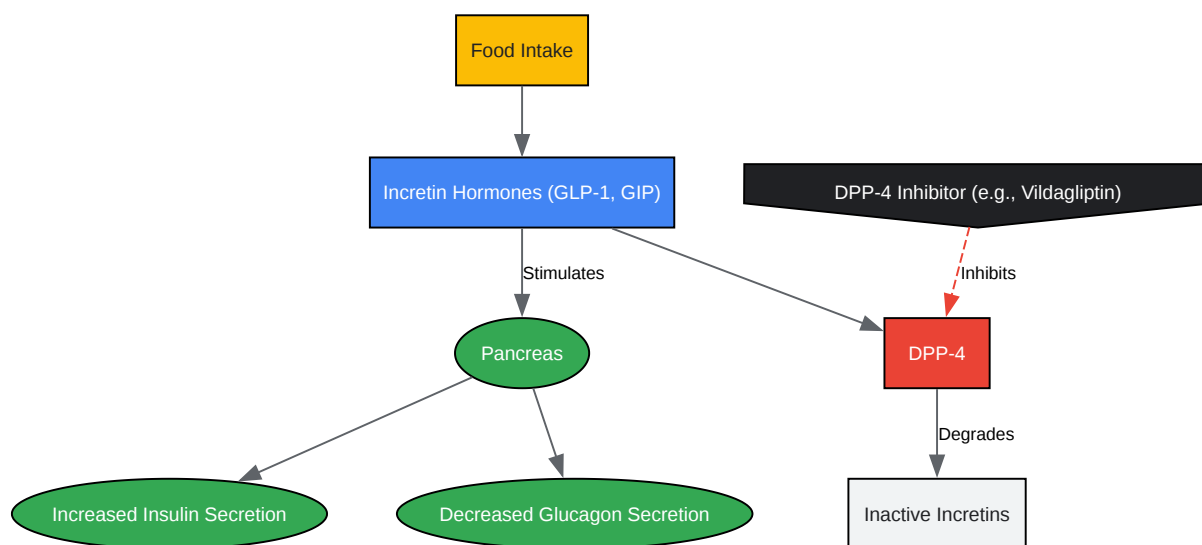 Food Intake
Incretin Hormones (GLP-1, GIP)
DPP-4 Inhibitor (e.g., Vildagliptin)
Stimulates
Inhibits
Pancreas
DPP-4
Degrades
Increased Insulin Secretion
Decreased Glucagon Secretion
Inactive Incretins